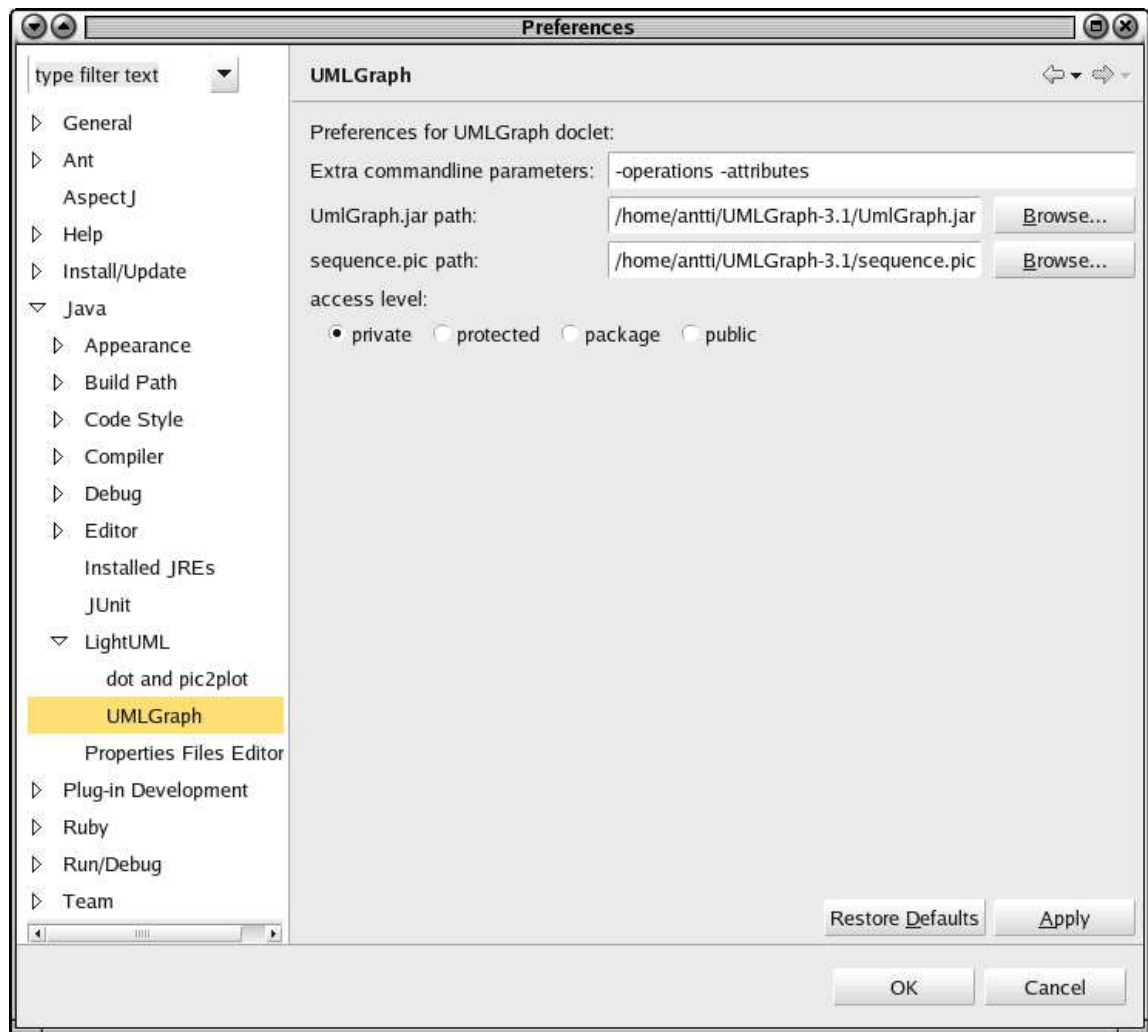 Preferences
type filter text
General
Ant
AspectJ
Help
Install/Update
Java
Appearance
Build Path
Code Style
Compiler
Debug
Editor
Installed JREs
JUnit
LightUML
dot and pic2plot
UMLGraph
Properties Files Editor
Plug-in Development
Ruby
Run/Debug
Team
UMLGraph
Preferences for UMLGraph doclet:
Extra commandline parameters: -operations -attributes
UmlGraph.jar path: /home/antti/UMLGraph-3.1/UmlGraph.jar Browse...
sequence.pic path: /home/antti/UMLGraph-3.1/sequence.pic Browse...
access level:
private protected package public
Restore Defaults Apply
OK Cancel